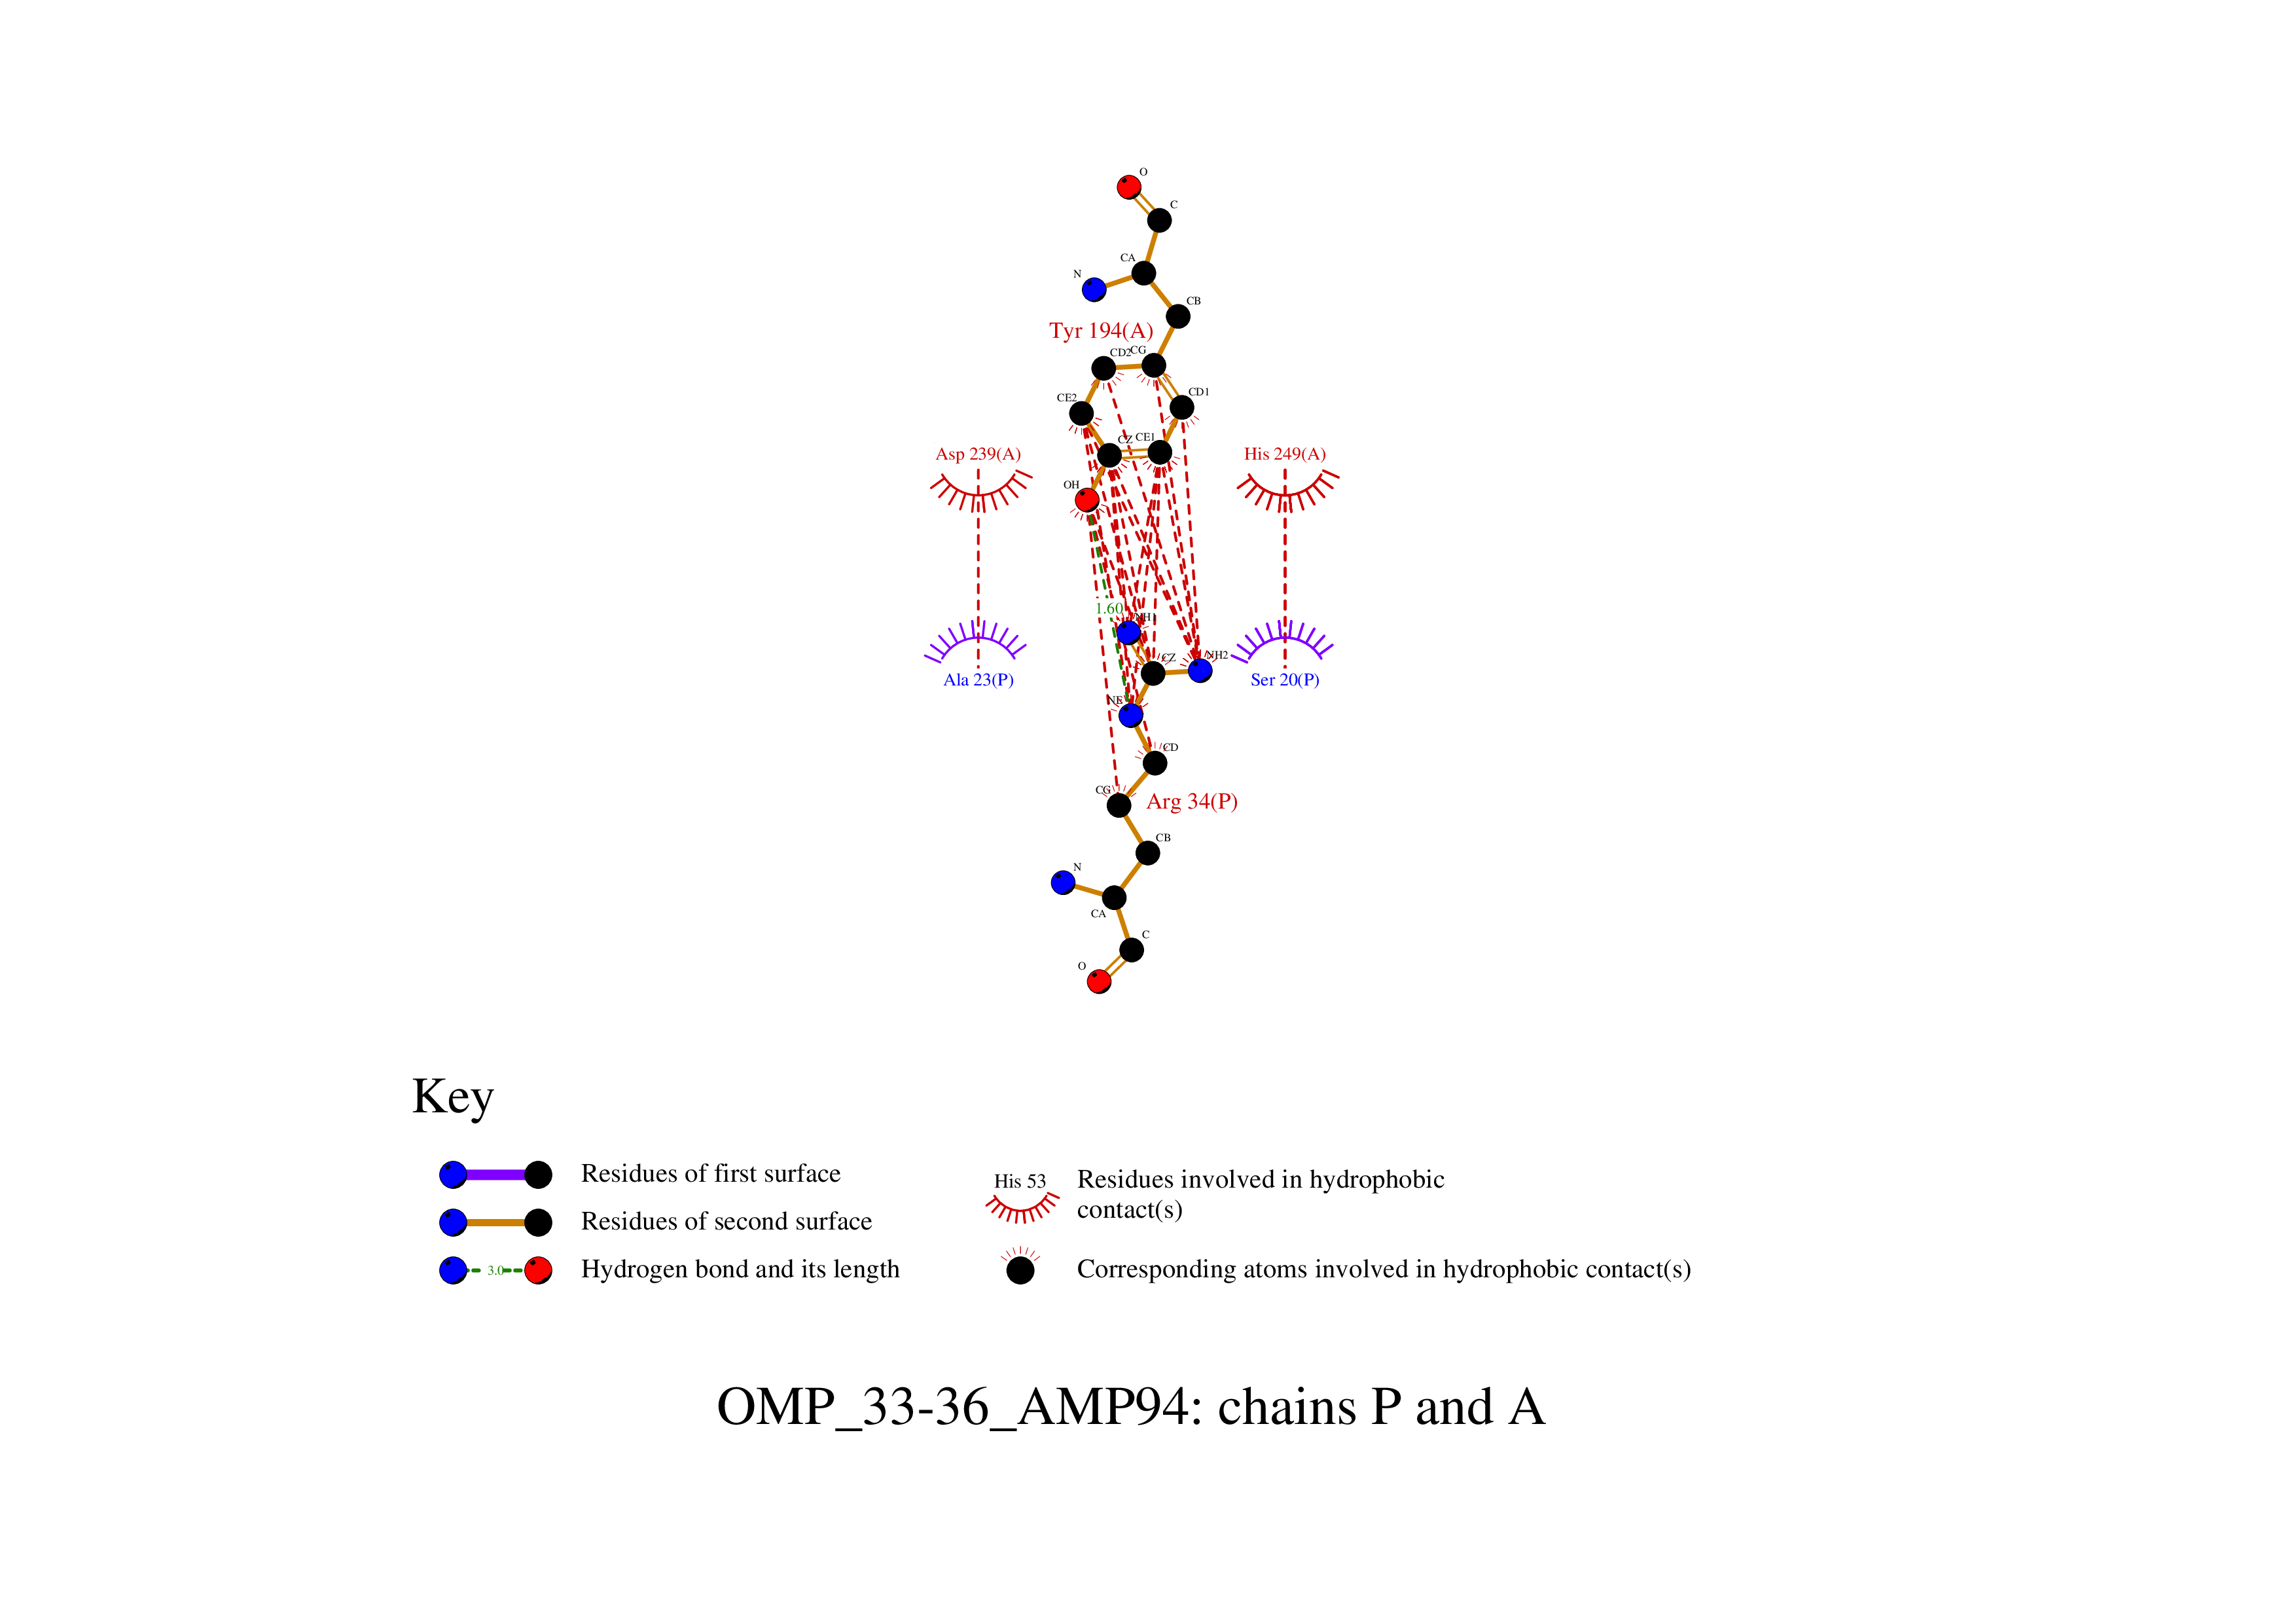 O
C
CA
N
CB
Tyr 194(A)
CD2
CG
CD1
CE2
CZ
CE1
Asp 239(A)
His 249(A)
OH
1.60
NH1
CZ
NH2
Ala 23(P)
Ser 20(P)
NE
CD
CG
Arg 34(P)
CB
N
CA
C
O
Key
Residues of first surface
Residues of second surface
3.0
Hydrogen bond and its length
His 53
Residues involved in hydrophobic
contact(s)
Corresponding atoms involved in hydrophobic contact(s)
OMP_33-36_AMP94: chains P and A